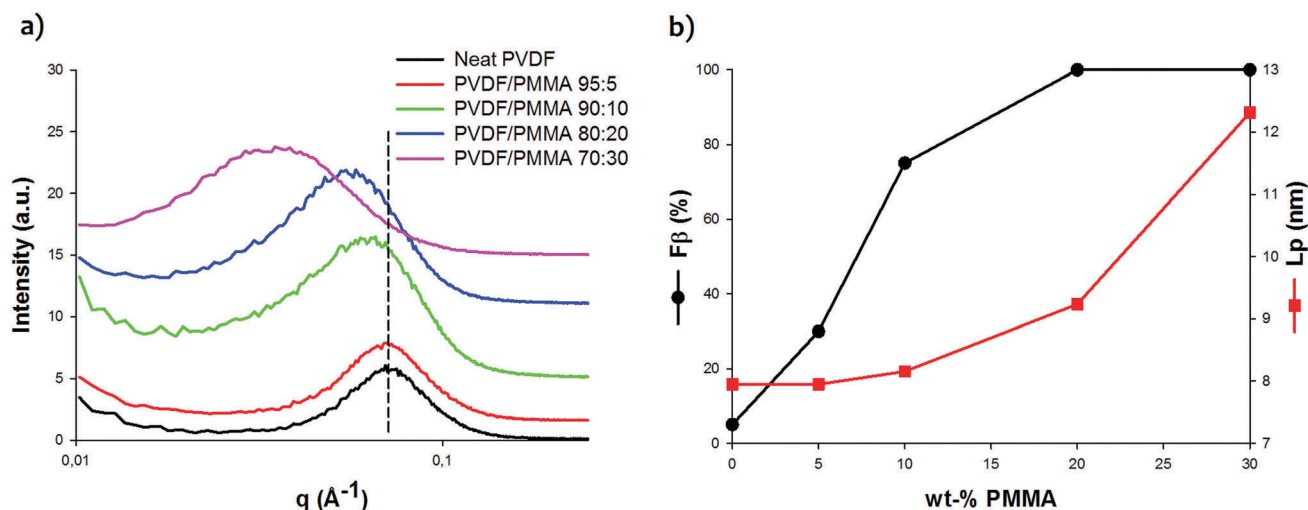 a)
Neat PVDF
PVDF/PMMA 95:5
PVDF/PMMA 90:10
PVDF/PMMA 80:20
PVDF/PMMA 70:30
30
25
20
15
10
5
0
Intensity (a.u.)
0,01
0,1
q (Å⁻¹)
b)
100
80
60
40
20
0
Fβ (%)
13
12
11
10
9
8
7
Lp (nm)
0
5
10
15
20
25
30
wt-% PMMA